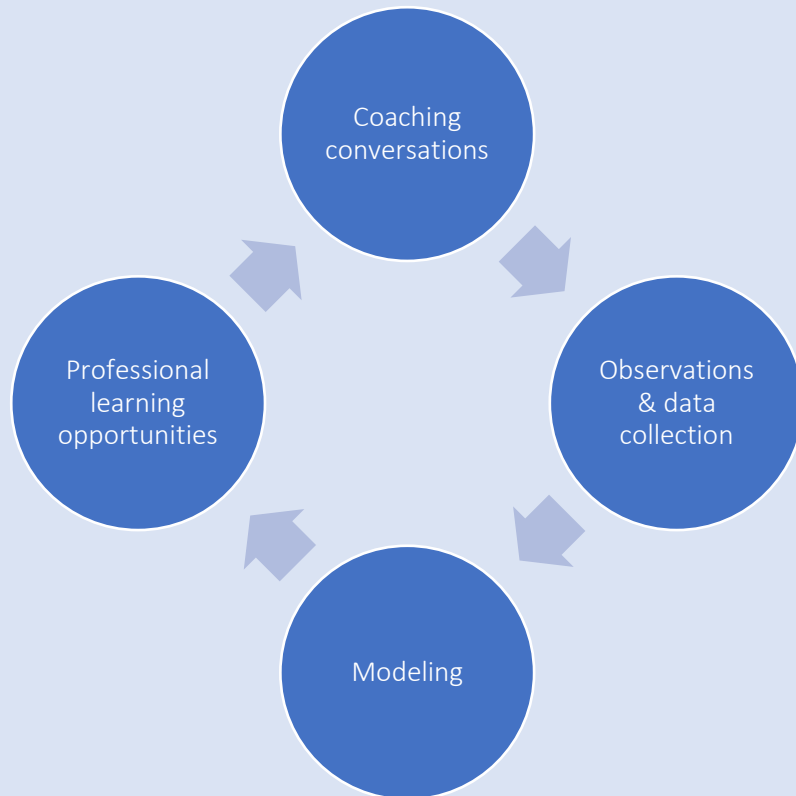 Coaching
conversations
Observations
& data
collection
Modeling
Professional
learning
opportunities